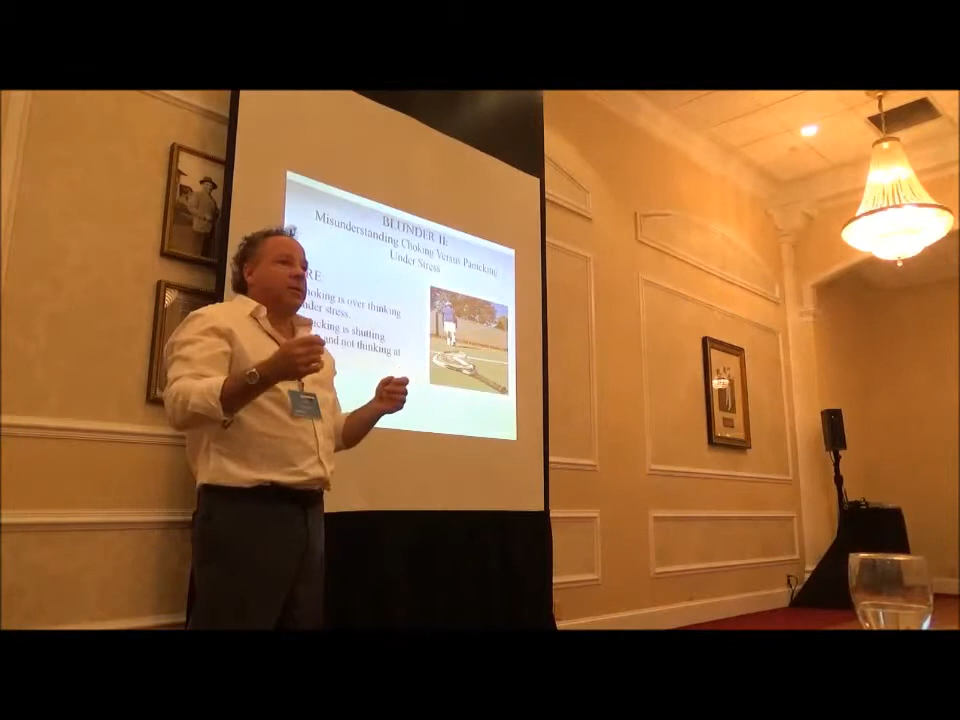 BLUNDER II:
Misunderstanding Choking Versus Panicking
Under Stress
RE:
hoking is over thinking
nder stress.
nicking is shutting
and not thinking at